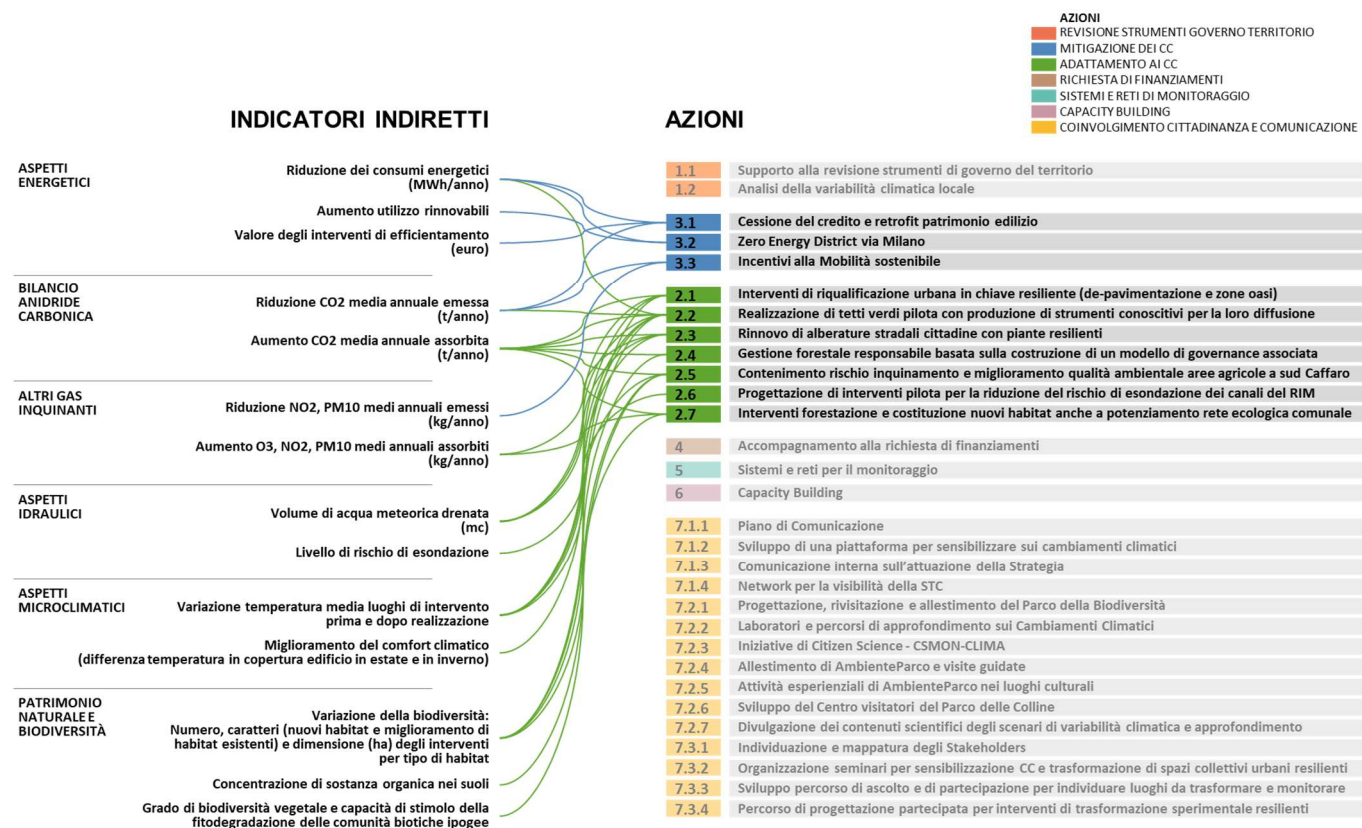 AZIONI
REVISIONE STRUMENTI GOVERNO TERRITORIO
MITIGAZIONE DEI CC
ADATTAMENTO AI CC
RICHIESTA DI FINANZIAMENTI
SISTEMI E RETI DI MONITORAGGIO
CAPACITY BUILDING
COINVOLGIMENTO CITTADINANZA E COMUNICAZIONE
INDICATORI INDIRETTI
ASPETTI
ENERGETICI
Riduzione dei consumi energetici
(MWh/anno)
Aumento utilizzo rinnovabili
Valore degli interventi di efficientamento
(euro)
BILANCIO
ANIDRIDE
CARBONICA
Riduzione CO2 media annuale emessa
(t/anno)
Aumento CO2 media annuale assorbita
(t/anno)
ALTRI GAS
INQUINANTI
Riduzione NO2, PM10 medi annuali emessi
(kg/anno)
Aumento O3, NO2, PM10 medi annuali assorbiti
(kg/anno)
ASPETTI
IDRAULICI
Volume di acqua meteorica drenata
(mc)
Livello di rischio di esondazione
ASPETTI
MICROCLIMATICI
Variazione temperatura media luoghi di intervento
prima e dopo realizzazione
Miglioramento del comfort climatico
(differenza temperatura in copertura edificio in estate e in inverno)
PATRIMONIO
NATURALE E
BIODIVERSITÀ
Variazione della biodiversità:
Numero, caratteri (nuovi habitat e miglioramento di
habitat esistenti) e dimensione (ha) degli interventi
per tipo di habitat
Concentrazione di sostanza organica nei suoli
Grado di biodiversità vegetale e capacità di stimolo della
fitodegradazione delle comunità biotiche ipogee
AZIONI
1.1 Supporto alla revisione strumenti di governo del territorio
1.2 Analisi della variabilità climatica locale
3.1 Cessione del credito e retrofit patrimonio edilizio
3.2 Zero Energy District via Milano
3.3 Incentivi alla Mobilità sostenibile
2.1 Interventi di riqualificazione urbana in chiave resiliente (de-pavimentazione e zone oasi)
2.2 Realizzazione di tetti verdi pilota con produzione di strumenti conoscitivi per la loro diffusione
2.3 Rinnovo di alberature stradali cittadine con piante resilienti
2.4 Gestione forestale responsabile basata sulla costruzione di un modello di governance associata
2.5 Contenimento rischio inquinamento e miglioramento qualità ambientale aree agricole a sud Caffaro
2.6 Progettazione di interventi pilota per la riduzione del rischio di esondazione dei canali del RIM
2.7 Interventi forestazione e costituzione nuovi habitat anche a potenziamento rete ecologica comunale
4 Accompagnamento alla richiesta di finanziamenti
5 Sistemi e reti per il monitoraggio
6 Capacity Building
7.1.1 Piano di Comunicazione
7.1.2 Sviluppo di una piattaforma per sensibilizzare sui cambiamenti climatici
7.1.3 Comunicazione interna sull'attuazione della Strategia
7.1.4 Network per la visibilità della STC
7.2.1 Progettazione, rivisitazione e allestimento del Parco della Biodiversità
7.2.2 Laboratori e percorsi di approfondimento sui Cambiamenti Climatici
7.2.3 Iniziative di Citizen Science - CSMON-CLIMA
7.2.4 Allestimento di AmbienteParco e visite guidate
7.2.5 Attività esperienziali di AmbienteParco nei luoghi culturali
7.2.6 Sviluppo del Centro visitatori del Parco delle Colline
7.2.7 Divulgazione dei contenuti scientifici degli scenari di variabilità climatica e approfondimento
7.3.1 Individuazione e mappatura degli Stakeholders
7.3.2 Organizzazione seminari per sensibilizzazione CC e trasformazione di spazi collettivi urbani resilienti
7.3.3 Sviluppo percorso di ascolto e di partecipazione per individuare luoghi da trasformare e monitorare
7.3.4 Percorso di progettazione partecipata per interventi di trasformazione sperimentale resilienti